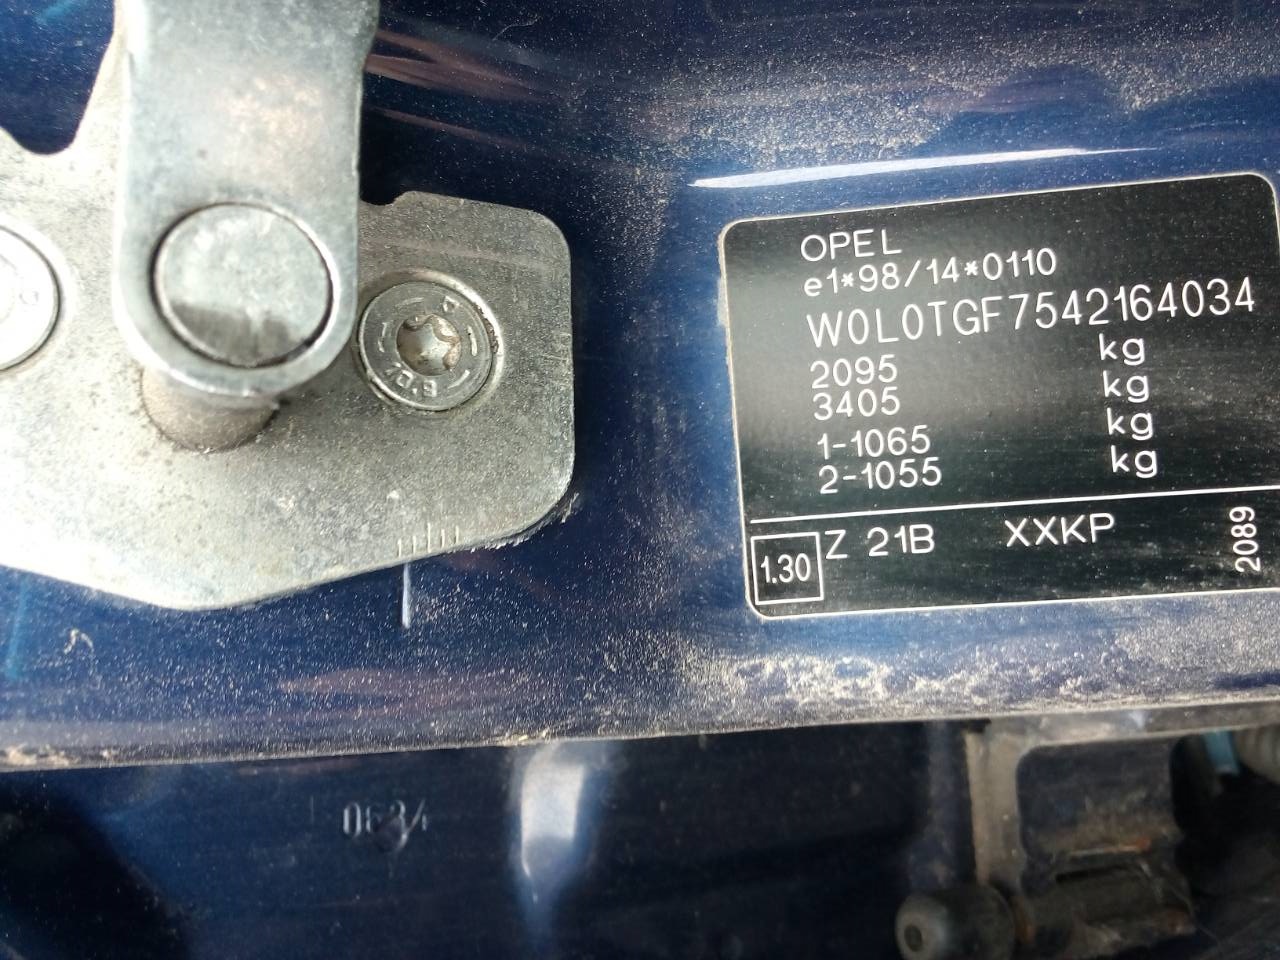 OPEL
e1*98/14*0110
W0L0TGF7542164034
2095 kg
3405 kg
1-1065 kg
2-1055 kg
1.30 Z 21B XXKP 2089